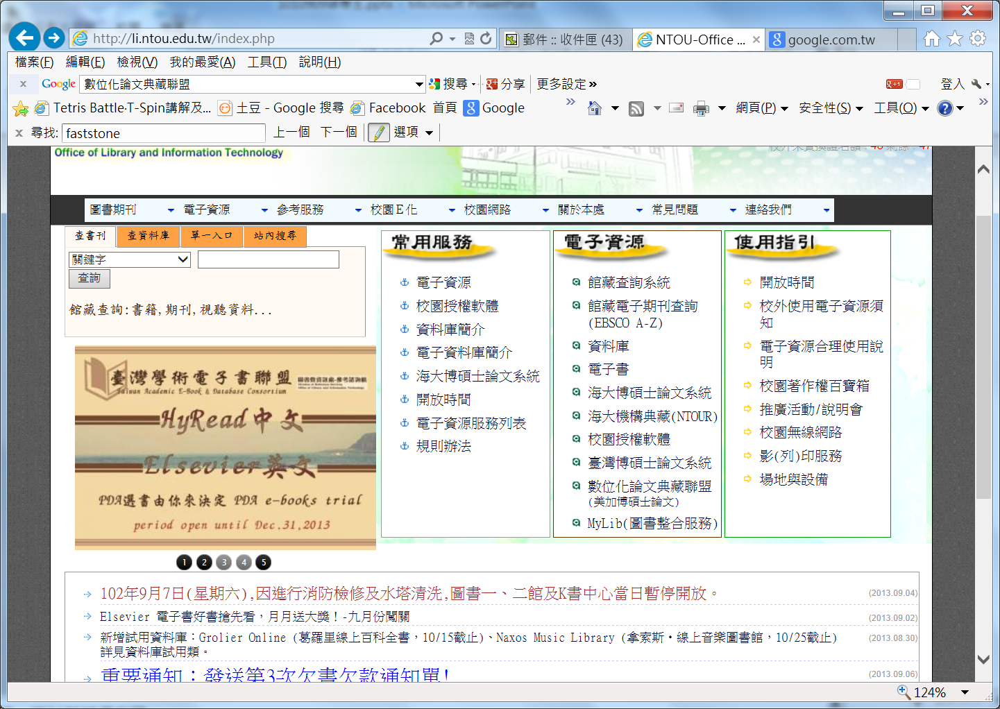 http://li.ntou.edu.tw/index.php
郵件 :: 收件匣 (43)
NTOU-Office ...
google.com.tw
檔案(F) 編輯(E) 檢視(V) 我的最愛(A) 工具(T) 說明(H)
x Google 數位化論文典藏聯盟 搜尋 分享 更多設定 » +1 登入
Tetris Battle‧T-Spin講解及... 土豆 - Google 搜尋 Facebook 首頁 Google » 網頁(P) 安全性(S) 工具(O) »
x 尋找: faststone 上一個 下一個 選項
Office of Library and Information Technology
圖書期刊 電子資源 參考服務 校園E化 校園網路 關於本處 常見問題 連絡我們
查書刊 查資料庫 單一入口 站內搜尋
關鍵字
查詢
館藏查詢:書籍,期刊,視聽資料...
臺灣學術電子書聯盟
Taiwan Academic E-Book & Database Consortium
HyRead中文
Elsevier英文
PDA選書由你來決定 PDA e-books trial
period open until Dec.31,2013
1 2 3 4 5
常用服務
電子資源
校園授權軟體
資料庫簡介
電子資料庫簡介
海大博碩士論文系統
開放時間
電子資源服務列表
規則辦法
電子資源
館藏查詢系統
館藏電子期刊查詢
(EBSCO A-Z)
資料庫
電子書
海大博碩士論文系統
海大機構典藏(NTOUR)
校園授權軟體
臺灣博碩士論文系統
數位化論文典藏聯盟
(美加博碩士論文)
MyLib(圖書整合服務)
使用指引
開放時間
校外使用電子資源須
知
電子資源合理使用說
明
校園著作權百寶箱
推廣活動/說明會
校園無線網路
影(列)印服務
場地與設備
102年9月7日(星期六),因進行消防檢修及水塔清洗,圖書一、二館及K書中心當日暫停開放。 (2013.09.04)
Elsevier 電子書好書搶先看，月月送大獎！-九月份闖關 (2013.09.02)
新增試用資料庫：Grolier Online (葛羅里線上百科全書，10/15截止)、Naxos Music Library (拿索斯‧線上音樂圖書館，10/25截止) (2013.08.30)
詳見資料庫試用類。
重要通知：發送第3次欠書欠款通知單! (2013.09.06)
124%